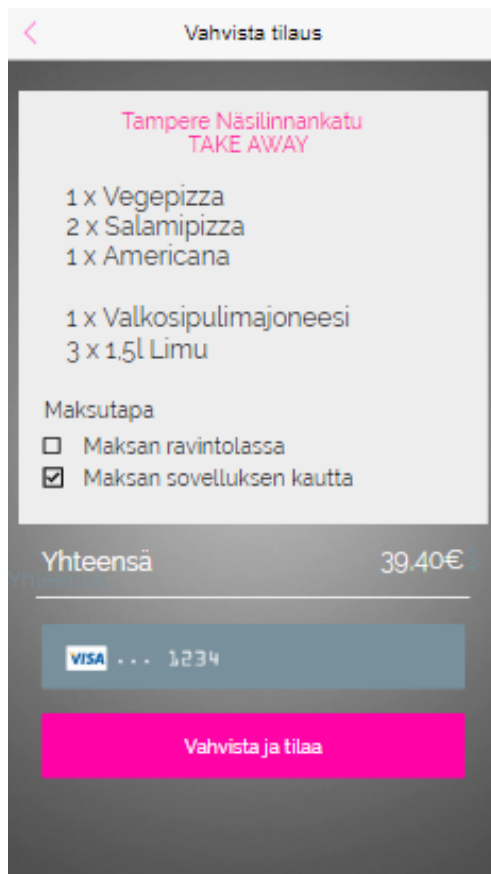 Vahvista tilaus
Tampere Näsilinnankatu
TAKE AWAY
1 x Vegepizza
2 x Salamipizza
1 x Americana
1 x Valkosipulimajoneesi
3 x 1,5l Limu
Maksutapa
Maksan ravintolassa
Maksan sovelluksen kautta
Yhteensä 39.40€
VISA ... 1234
Vahvista ja tilaa